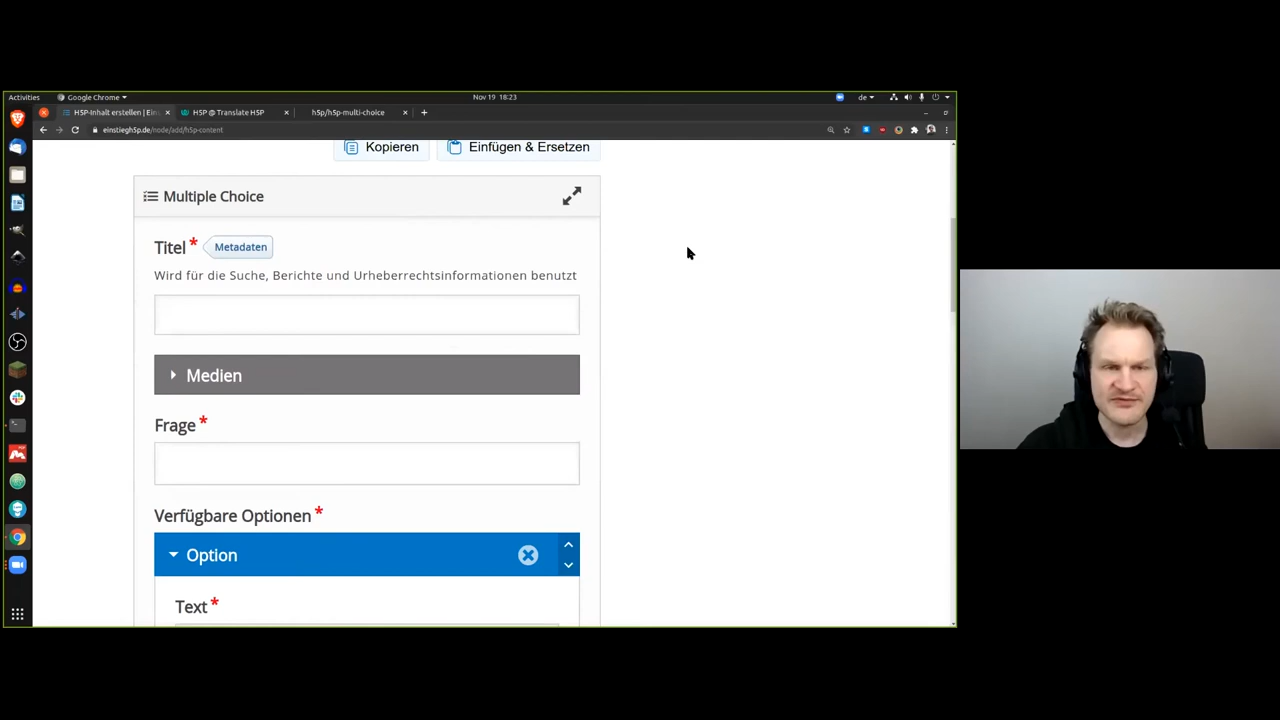 Activities
Google Chrome
Nov 19 18:23
de
H5P-Inhalt erstellen | Ein
H5P @ Translate H5P
h5p/h5p-multi-choice
einstiegh5p.de/node/add/h5p-content
Kopieren
Einfügen & Ersetzen
Multiple Choice
Titel *
Metadaten
Wird für die Suche, Berichte und Urheberrechtsinformationen benutzt
Medien
Frage *
Verfügbare Optionen *
Option
Text *